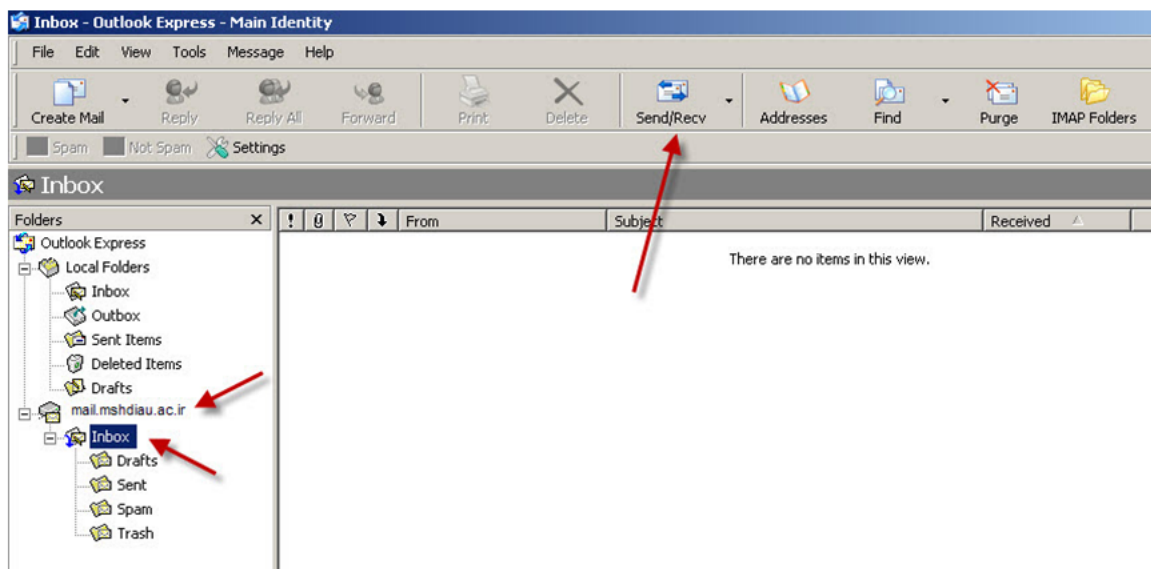 Inbox - Outlook Express - Main Identity
File Edit View Tools Message Help
Create Mail Reply Reply All Forward Print Delete Send/Recv Addresses Find Purge IMAP Folders
Spam Not Spam Settings
Inbox
Folders × ! From Subject Received
Outlook Express
There are no items in this view.
Local Folders
Inbox
Outbox
Sent Items
Deleted Items
Drafts
mail.mshdiau.ac.ir
Inbox
Drafts
Sent
Spam
Trash